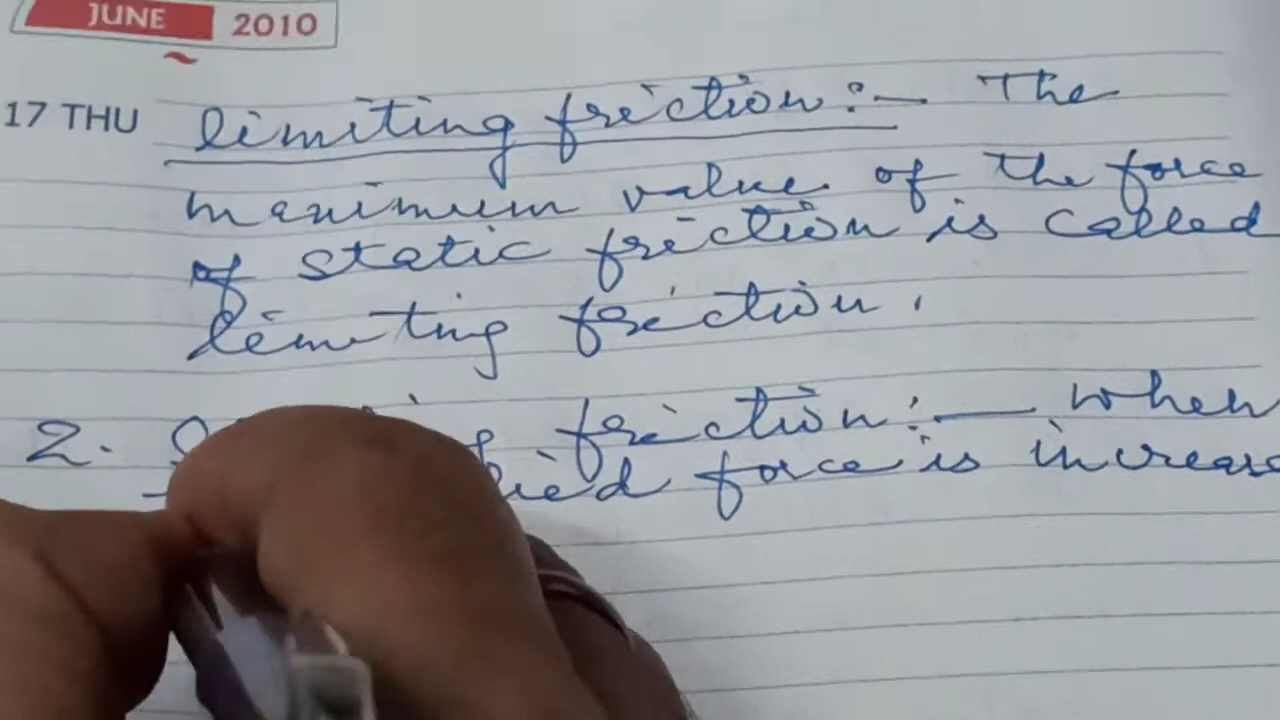 JUNE 2010
17 THU limiting friction:— The
maximum value of the force
of static friction is called
limiting friction.
2. friction:— when
force is increase